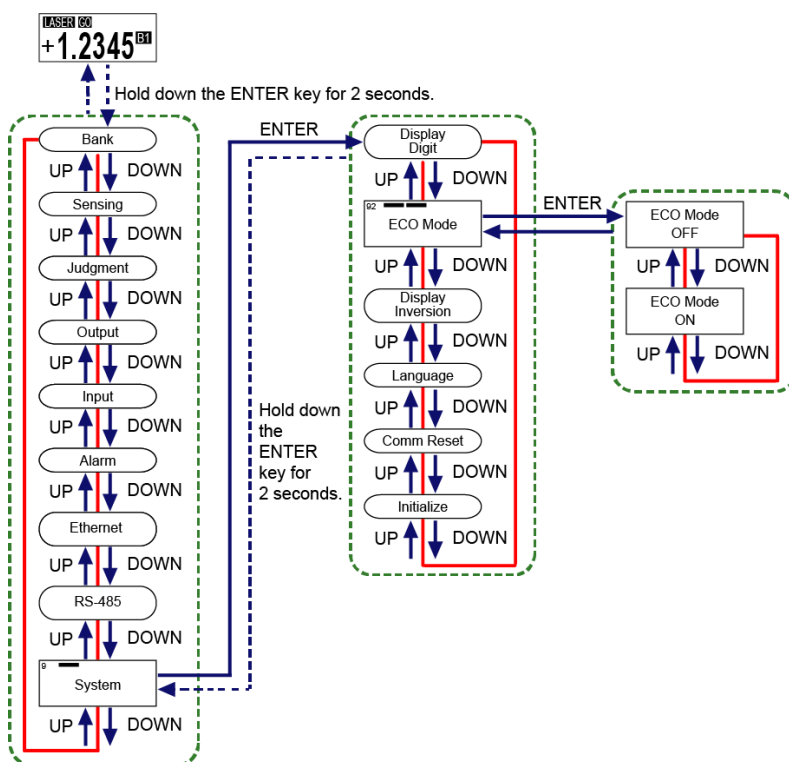 LASER GO
+1.2345 B1
Hold down the ENTER key for 2 seconds.
Bank
UP DOWN
Sensing
UP DOWN
Judgment
UP DOWN
Output
UP DOWN
Input
UP DOWN
Alarm
UP DOWN
Ethernet
UP DOWN
RS-485
UP DOWN
9
System
UP DOWN
ENTER
Hold down
the
ENTER
key for
2 seconds.
Display
Digit
UP DOWN
92
ECO Mode
UP DOWN
Display
Inversion
UP DOWN
Language
UP DOWN
Comm Reset
UP DOWN
Initialize
UP DOWN
ENTER
ECO Mode
OFF
UP DOWN
ECO Mode
ON
UP DOWN